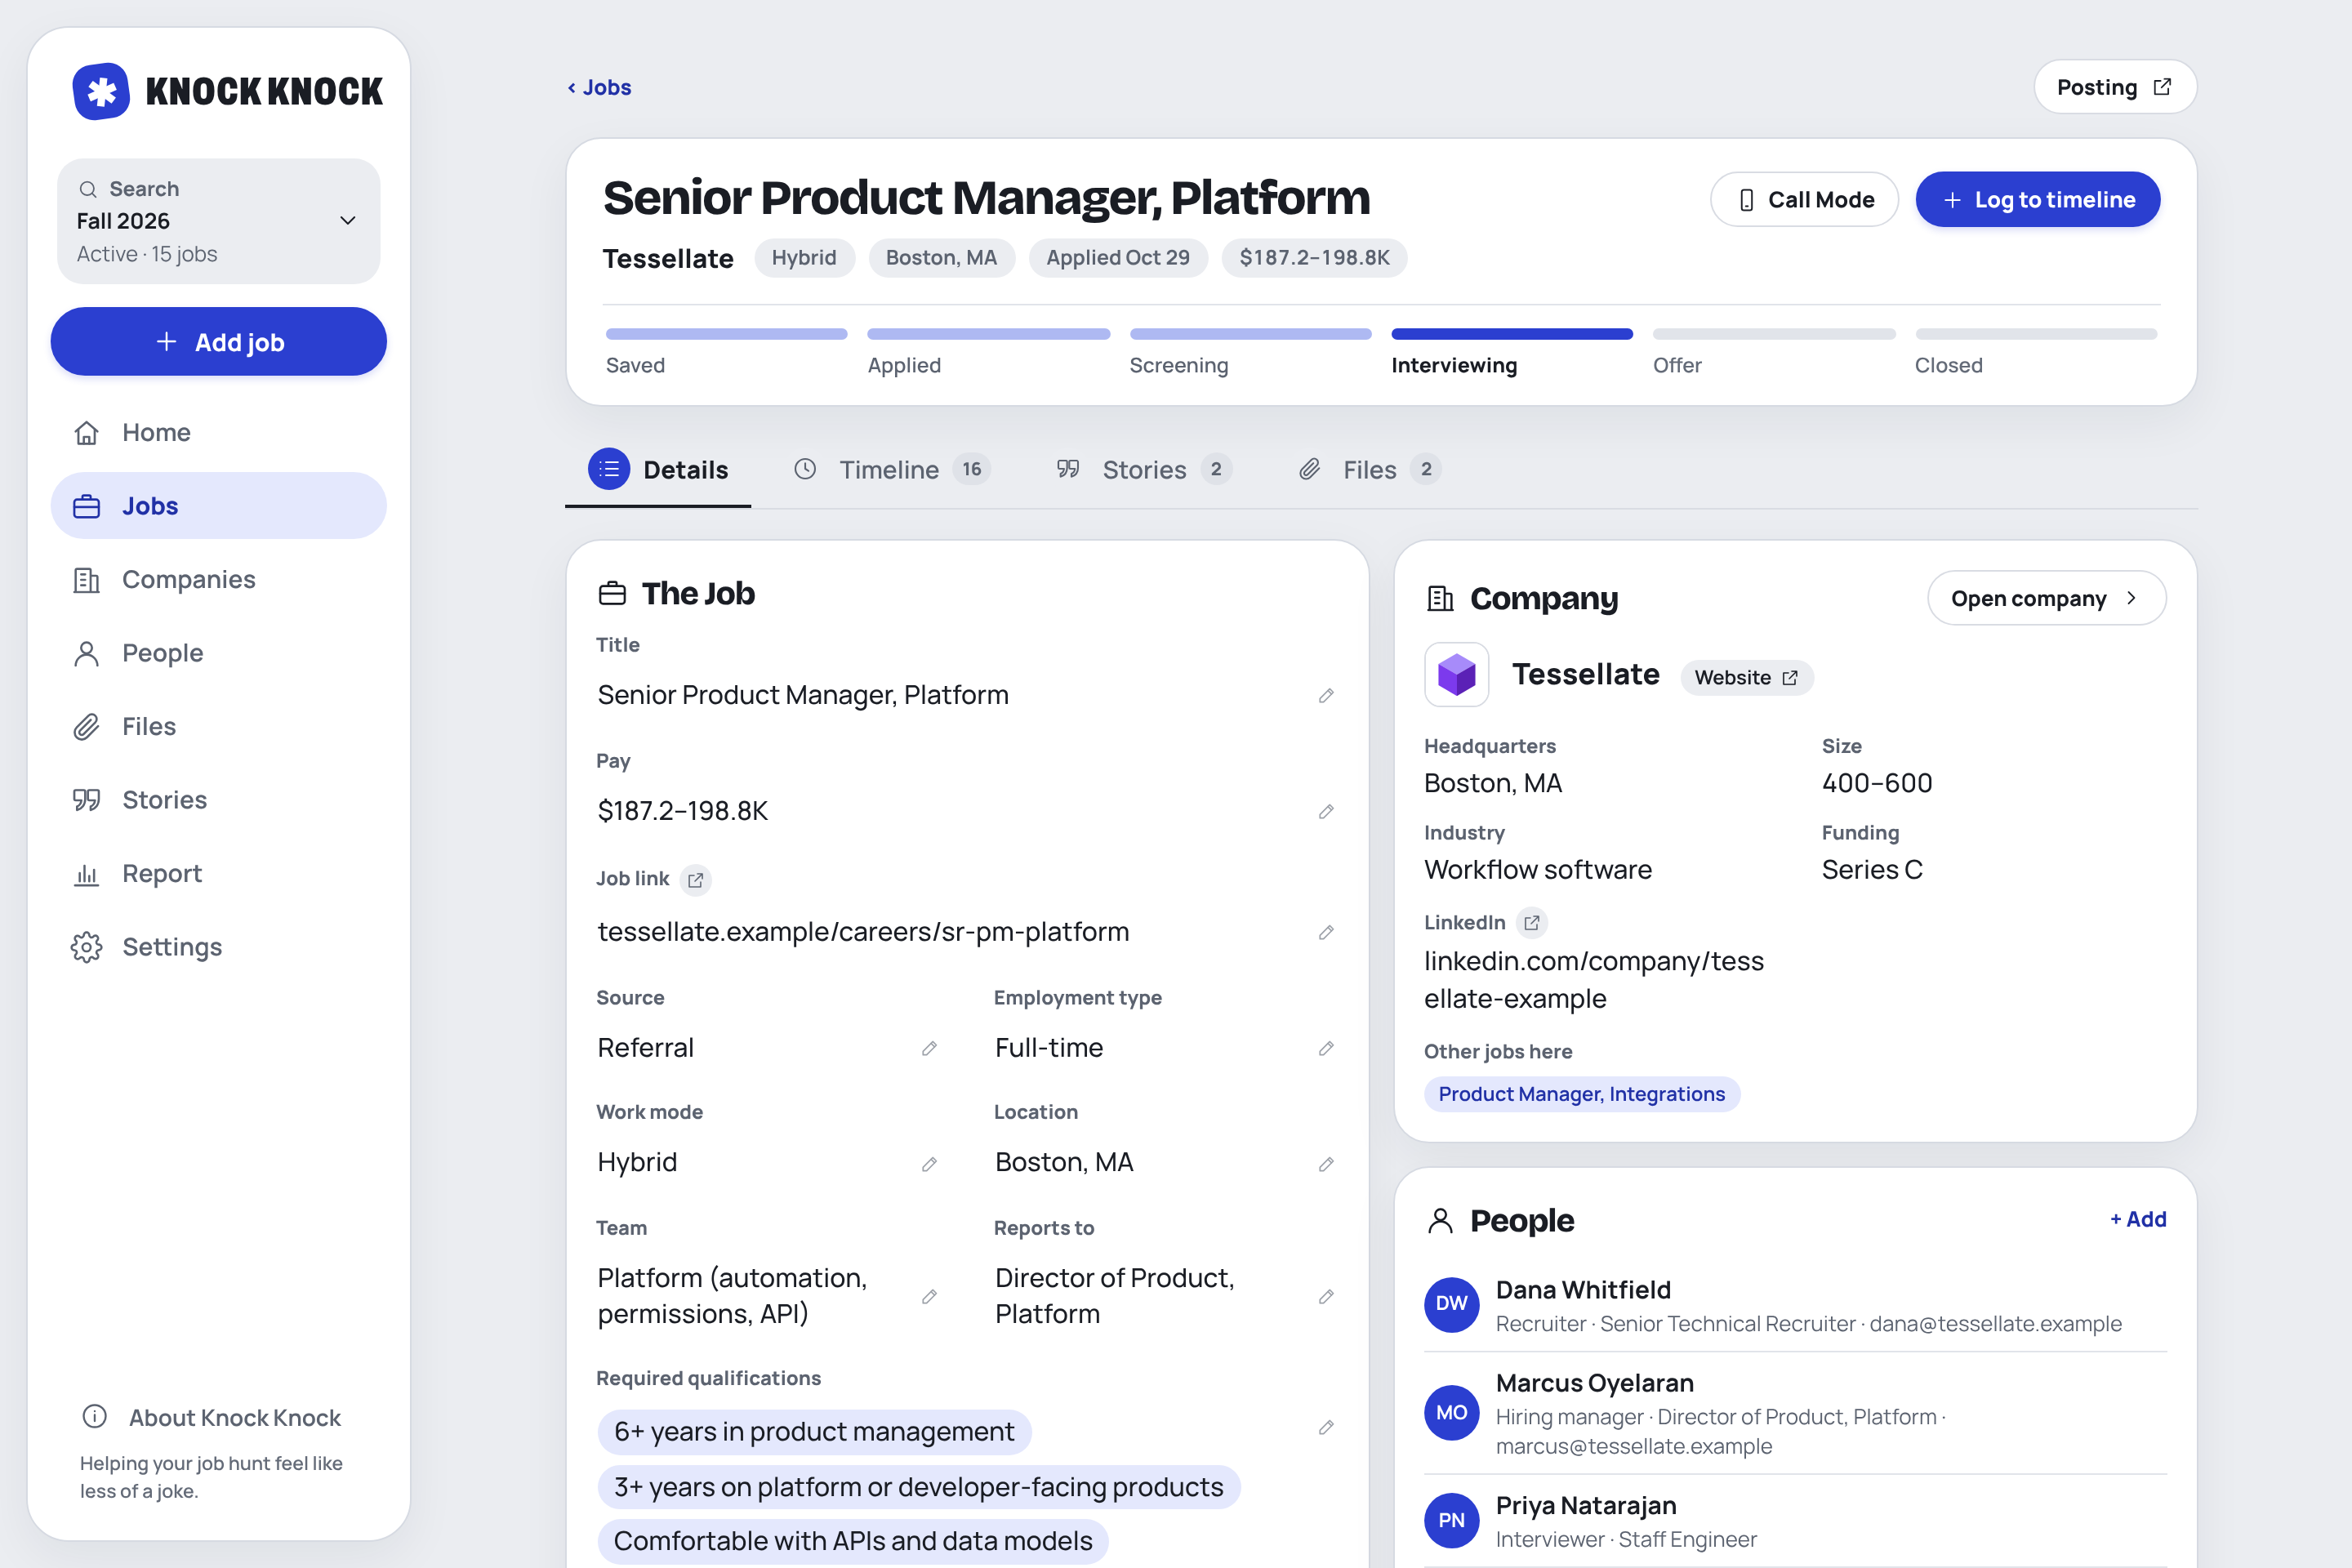 KNOCK KNOCK
Search
Fall 2026
Active · 15 jobs
+ Add job
Home
Jobs
Companies
People
Files
Stories
Report
Settings
About Knock Knock
Helping your job hunt feel like
less of a joke.
‹ Jobs
Posting
Senior Product Manager, Platform
Call Mode
+ Log to timeline
Tessellate
Hybrid
Boston, MA
Applied Oct 29
$187.2–198.8K
Saved
Applied
Screening
Interviewing
Offer
Closed
Details
Timeline 16
Stories 2
Files 2
The Job
Title
Senior Product Manager, Platform
Pay
$187.2–198.8K
Job link
tessellate.example/careers/sr-pm-platform
Source
Referral
Employment type
Full-time
Work mode
Hybrid
Location
Boston, MA
Team
Platform (automation,
permissions, API)
Reports to
Director of Product,
Platform
Required qualifications
6+ years in product management
3+ years on platform or developer-facing products
Comfortable with APIs and data models
Company
Open company
Tessellate
Website
Headquarters
Boston, MA
Size
400–600
Industry
Workflow software
Funding
Series C
LinkedIn
linkedin.com/company/tess
ellate-example
Other jobs here
Product Manager, Integrations
People
+ Add
DW
Dana Whitfield
Recruiter · Senior Technical Recruiter · dana@tessellate.example
MO
Marcus Oyelaran
Hiring manager · Director of Product, Platform ·
marcus@tessellate.example
PN
Priya Natarajan
Interviewer · Staff Engineer